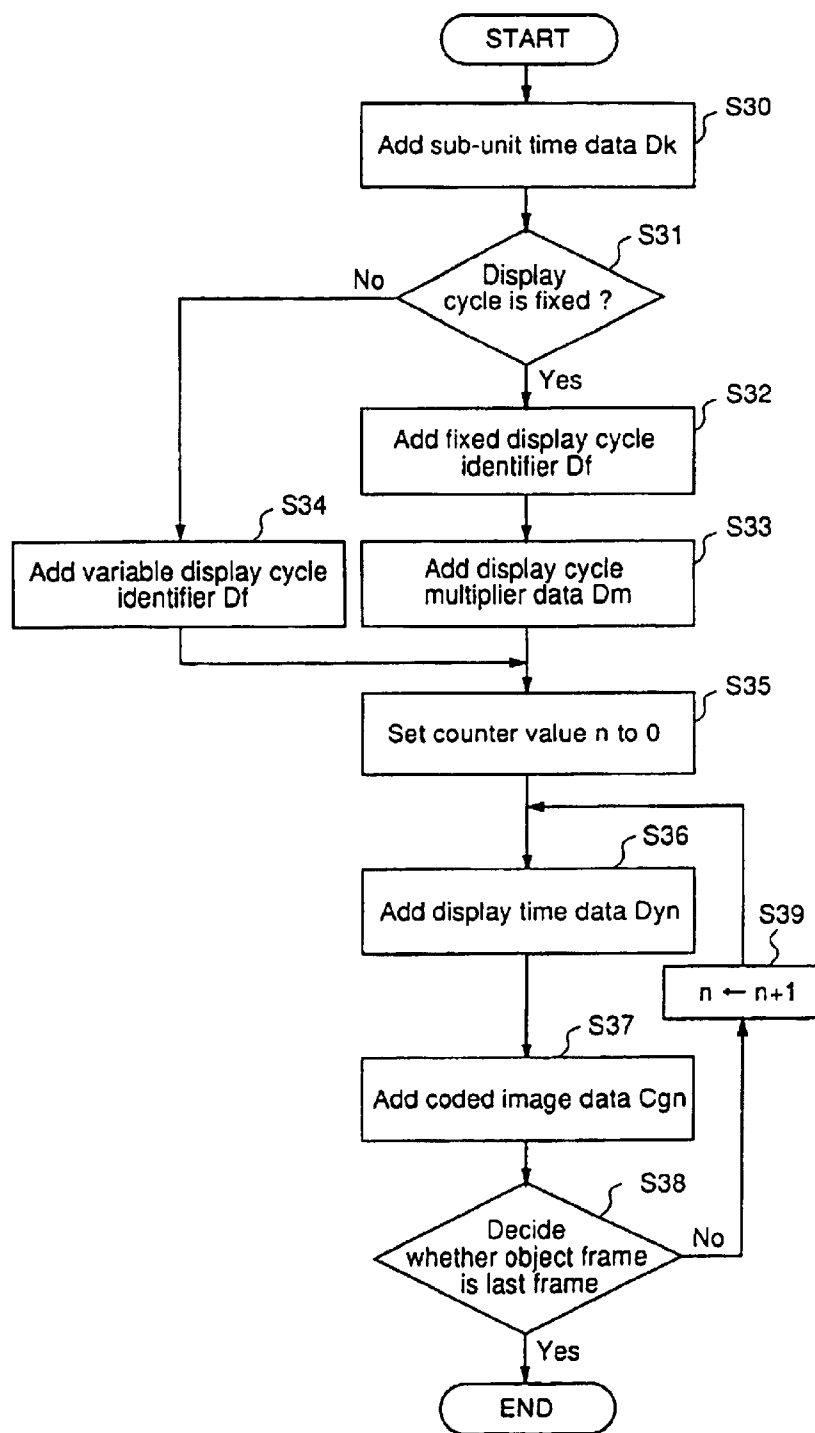 START
S30
Add sub-unit time data Dk
S31
Display
cycle is fixed ?
No
Yes
S32
Add fixed display cycle
identifier Df
S34
Add variable display cycle
identifier Df
S33
Add display cycle
multiplier data Dm
S35
Set counter value n to 0
S36
Add display time data Dyn
S39
n ← n+1
S37
Add coded image data Cgn
S38
Decide
whether object frame
is last frame
No
Yes
END